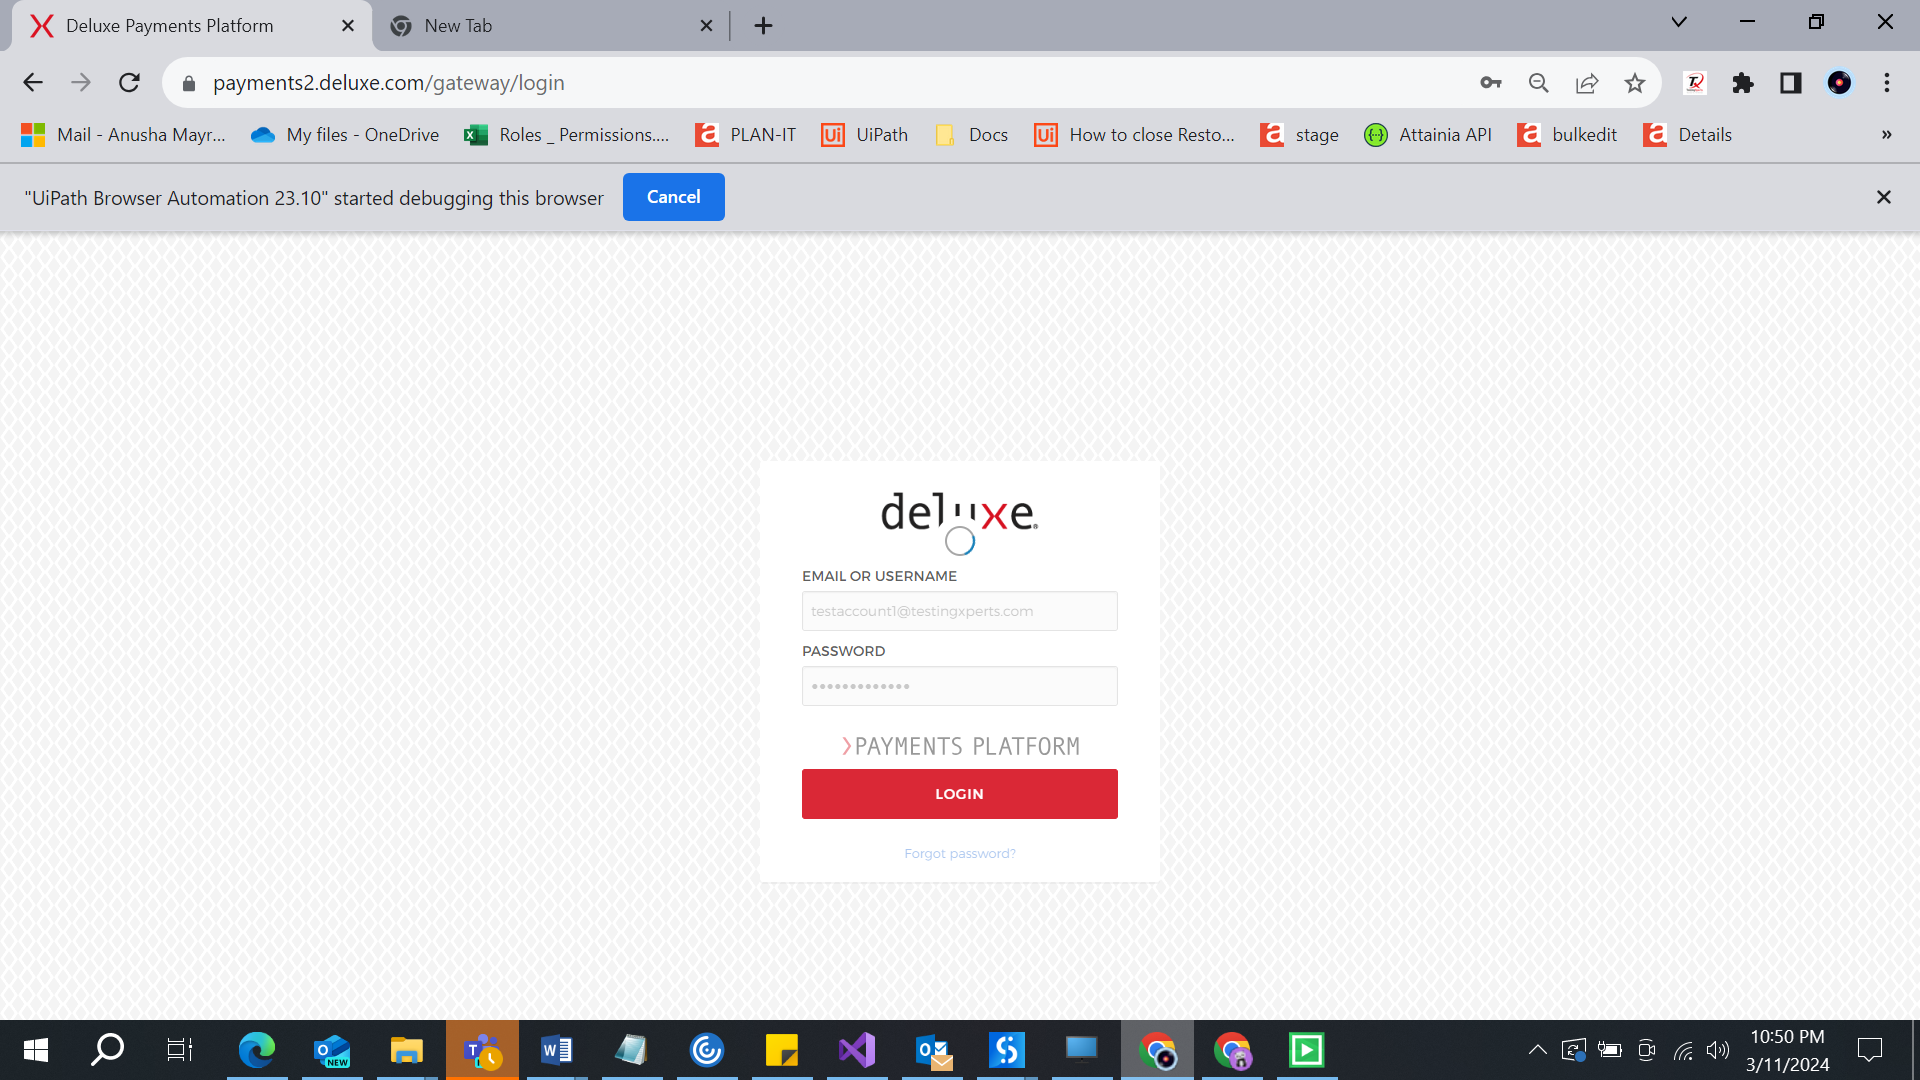 Deluxe Payments Platform
New Tab
payments2.deluxe.com/gateway/login
Mail - Anusha Mayr...
My files - OneDrive
Roles _ Permissions....
PLAN-IT
UiPath
Docs
How to close Resto...
stage
Attainia API
bulkedit
Details
»
"UiPath Browser Automation 23.10" started debugging this browser
Cancel
deluxe
EMAIL OR USERNAME
testaccount1@testingxperts.com
PASSWORD
•••••••••••••
PAYMENTS PLATFORM
LOGIN
Forgot password?
NEW
10:50 PM
3/11/2024